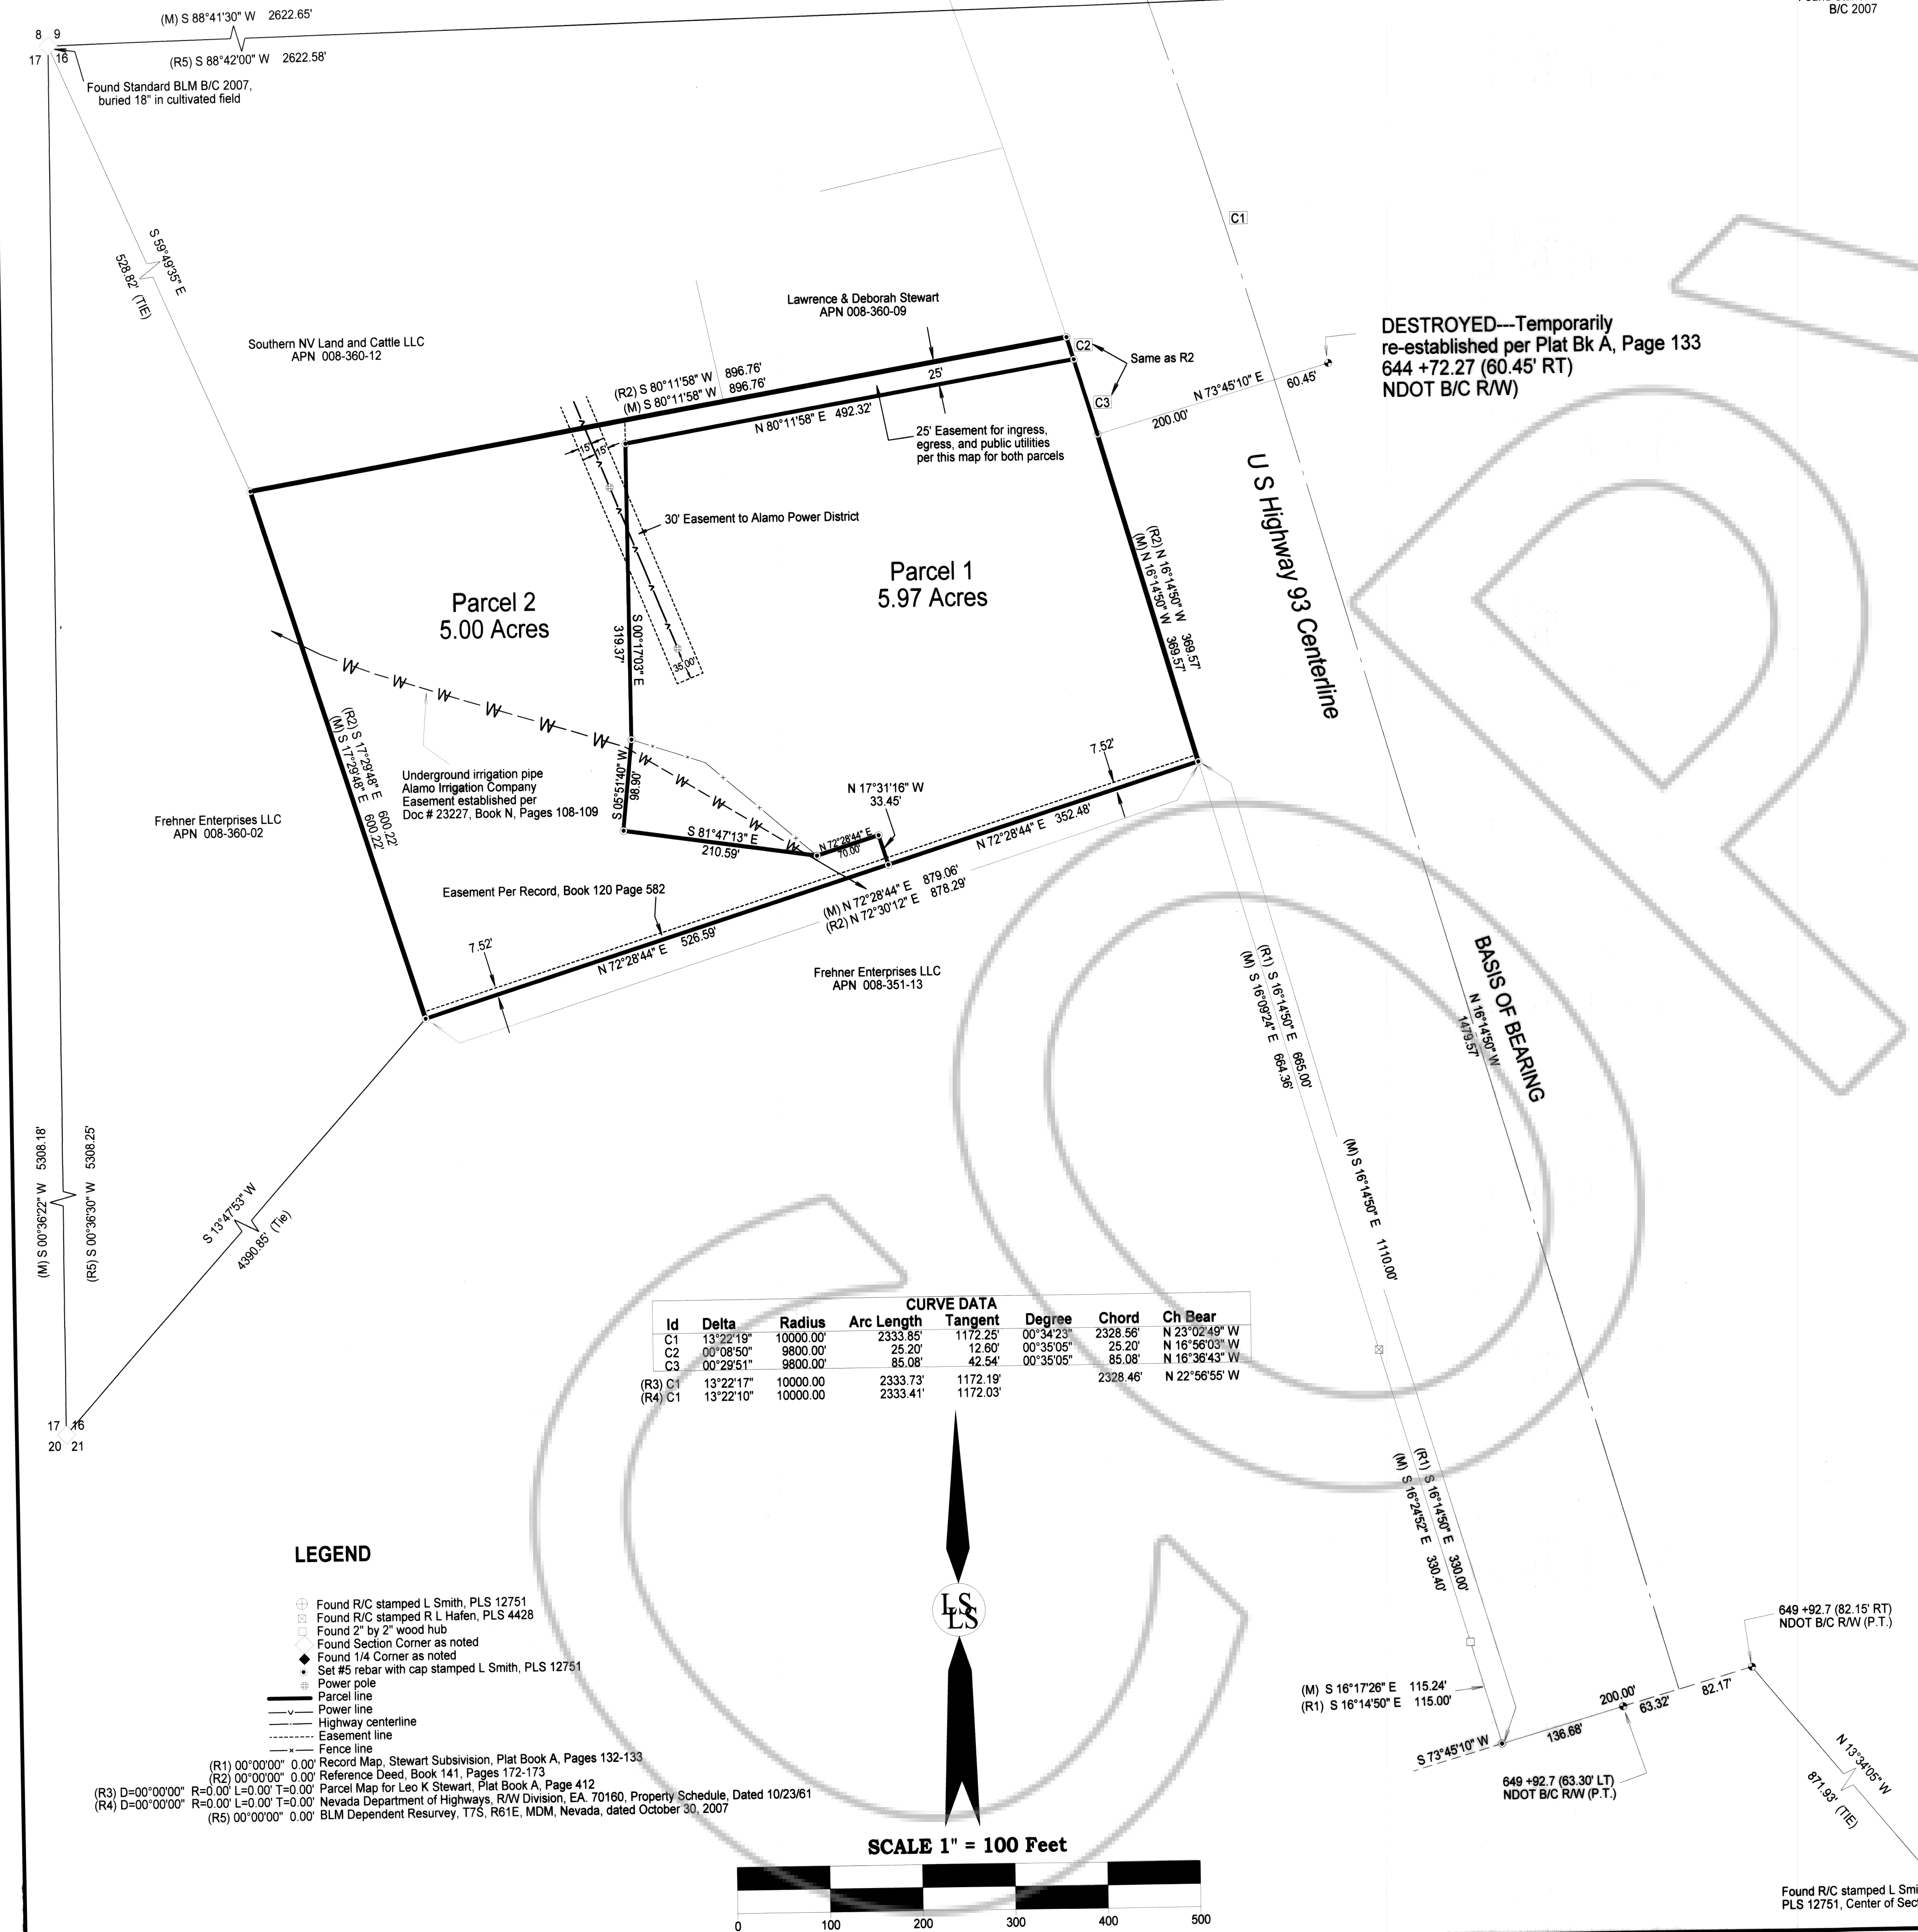 (M) S 88°41'30" W 2622.65'
B/C 2007
8 9
17 16
(R5) S 88°42'00" W 2622.58'
Found Standard BLM B/C 2007,
buried 18" in cultivated field
S 59°49'35" E
528.82' (TIE)
C1
Southern NV Land and Cattle LLC
APN 008-360-12
Lawrence & Deborah Stewart
APN 008-360-09
(R2) S 80°11'58" W 896.76'
(M) S 80°11'58" W 896.76'
25'
C2
Same as R2
C3
N 80°11'58" E 492.32'
25' Easement for ingress,
egress, and public utilities
per this map for both parcels
DESTROYED---Temporarily
re-established per Plat Bk A, Page 133
644 +72.27 (60.45' RT)
NDOT B/C R/W)
N 73°45'10" E 60.45'
200.00'
15' 15'
30' Easement to Alamo Power District
35.00'
Parcel 2
5.00 Acres
Parcel 1
5.97 Acres
S 00°17'03" E
319.37'
(R2) N 16°14'50" W 369.57'
(M) N 16°14'50" W 369.57'
U S Highway 93 Centerline
W W W W W W W W W W
(R2) S 17°29'48" E 600.22'
(M) S 17°29'48" E 600.22'
Underground irrigation pipe
Alamo Irrigation Company
Easement established per
Doc # 23227, Book N, Pages 108-109
S 05°51'40" W
98.90'
7.52'
N 17°31'16" W
33.45'
Frehner Enterprises LLC
APN 008-360-02
S 81°47'13" E
210.59'
N 72°28'44" E
70.00'
N 72°28'44" E 352.48'
Easement Per Record, Book 120 Page 582
(M) N 72°28'44" E 879.06'
(R2) N 72°30'12" E 878.29'
7.52'
N 72°28'44" E 526.59'
Frehner Enterprises LLC
APN 008-351-13
(R1) S 16°14'50" E 665.00'
(M) S 16°09'24" E 664.36'
BASIS OF BEARING
N 16°14'50" W
1479.57'
(M) S 00°36'22" W 5308.18'
(R5) S 00°36'30" W 5308.25'
S 13°47'53" W
4390.85' (Tie)
(M) S 16°14'50" E 1110.00'
CURVE DATA
Id Delta Radius Arc Length Tangent Degree Chord Ch Bear
C1 13°22'19" 10000.00' 2333.85' 1172.25' 00°34'23" 2328.56' N 23°02'49" W
C2 00°08'50" 9800.00' 25.20' 12.60' 00°35'05" 25.20' N 16°56'03" W
C3 00°29'51" 9800.00' 85.08' 42.54' 00°35'05" 85.08' N 16°36'43" W
(R3) C1 13°22'17" 10000.00 2333.73' 1172.19' 2328.46' N 22°56'55" W
(R4) C1 13°22'10" 10000.00 2333.41' 1172.03'
17 16
20 21
(R1) S 16°14'50" E 330.00'
(M) S 16°24'52" E 330.40'
LEGEND
Found R/C stamped L Smith, PLS 12751
Found R/C stamped R L Hafen, PLS 4428
Found 2" by 2" wood hub
Found Section Corner as noted
Found 1/4 Corner as noted
Set #5 rebar with cap stamped L Smith, PLS 12751
Power pole
Parcel line
Power line
Highway centerline
Easement line
Fence line
(R1) 00°00'00" 0.00' Record Map, Stewart Subsivision, Plat Book A, Pages 132-133
(R2) 00°00'00" 0.00' Reference Deed, Book 141, Pages 172-173
(R3) D=00°00'00" R=0.00' L=0.00' T=0.00' Parcel Map for Leo K Stewart, Plat Book A, Page 412
(R4) D=00°00'00" R=0.00' L=0.00' T=0.00' Nevada Department of Highways, R/W Division, EA. 70160, Property Schedule, Dated 10/23/61
(R5) 00°00'00" 0.00' BLM Dependent Resurvey, T7S, R61E, MDM, Nevada, dated October 30, 2007
LS
LS
649 +92.7 (82.15' RT)
NDOT B/C R/W (P.T.)
(M) S 16°17'26" E 115.24'
(R1) S 16°14'50" E 115.00'
200.00'
63.32' 82.17'
136.68'
S 73°45'10" W
649 +92.7 (63.30' LT)
NDOT B/C R/W (P.T.)
N 13°34'05" W
871.93' (TIE)
SCALE 1" = 100 Feet
0 100 200 300 400 500
Found R/C stamped L Smi
PLS 12751, Center of Sec
COP